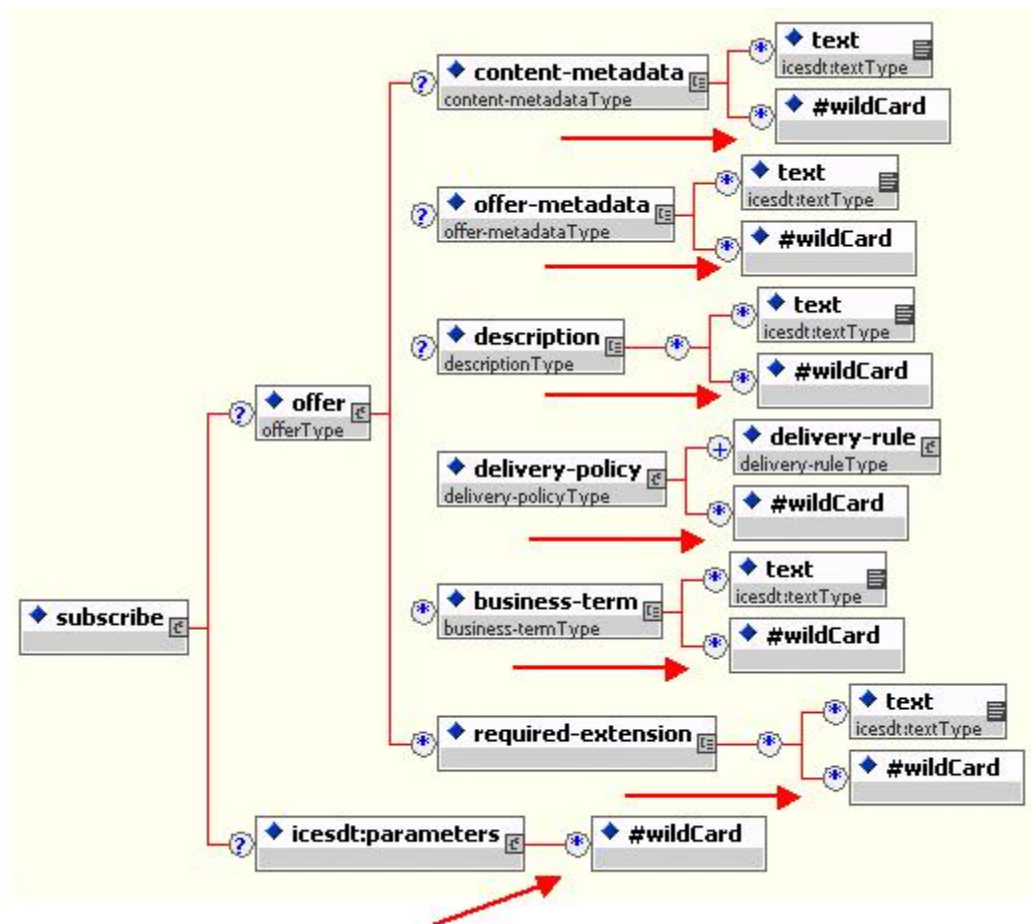 text
icesdt:textType
content-metadata
content-metadataType
#wildCard
text
icesdt:textType
offer-metadata
offer-metadataType
#wildCard
text
icesdt:textType
description
descriptionType
#wildCard
offer
offerType
delivery-rule
delivery-ruleType
delivery-policy
delivery-policyType
#wildCard
text
icesdt:textType
business-term
business-termType
#wildCard
subscribe
text
icesdt:textType
required-extension
#wildCard
icesdt:parameters
#wildCard